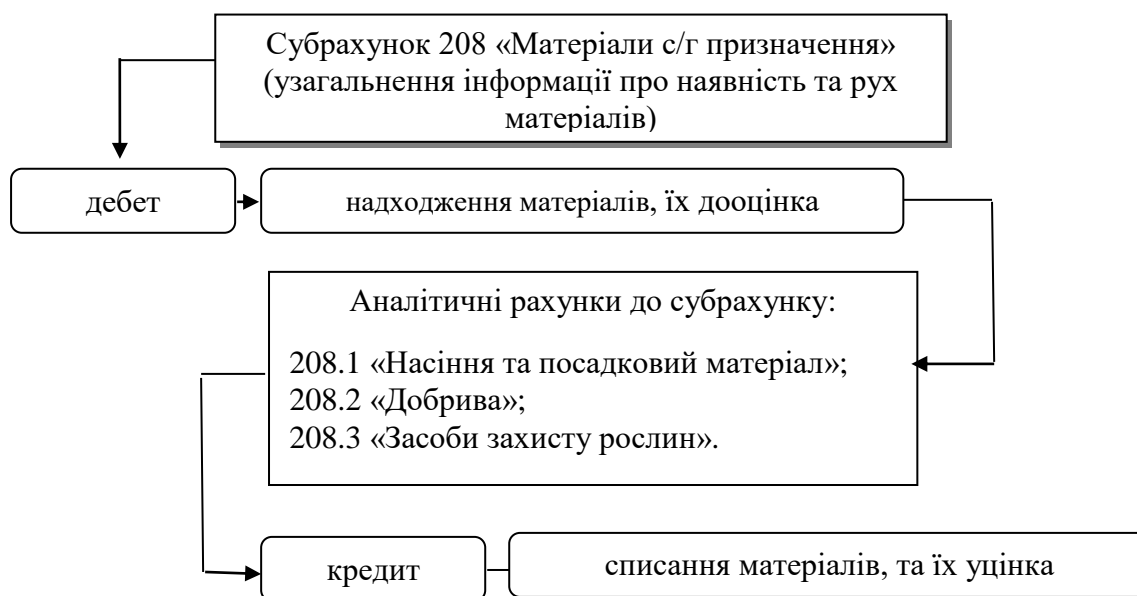 Субрахунок 208 «Матеріали с/г призначення»
(узагальнення інформації про наявність та рух
матеріалів)
дебет
надходження матеріалів, їх дооцінка
Аналітичні рахунки до субрахунку:
208.1 «Насіння та посадковий матеріал»;
208.2 «Добрива»;
208.3 «Засоби захисту рослин».
кредит
списання матеріалів, та їх уцінка